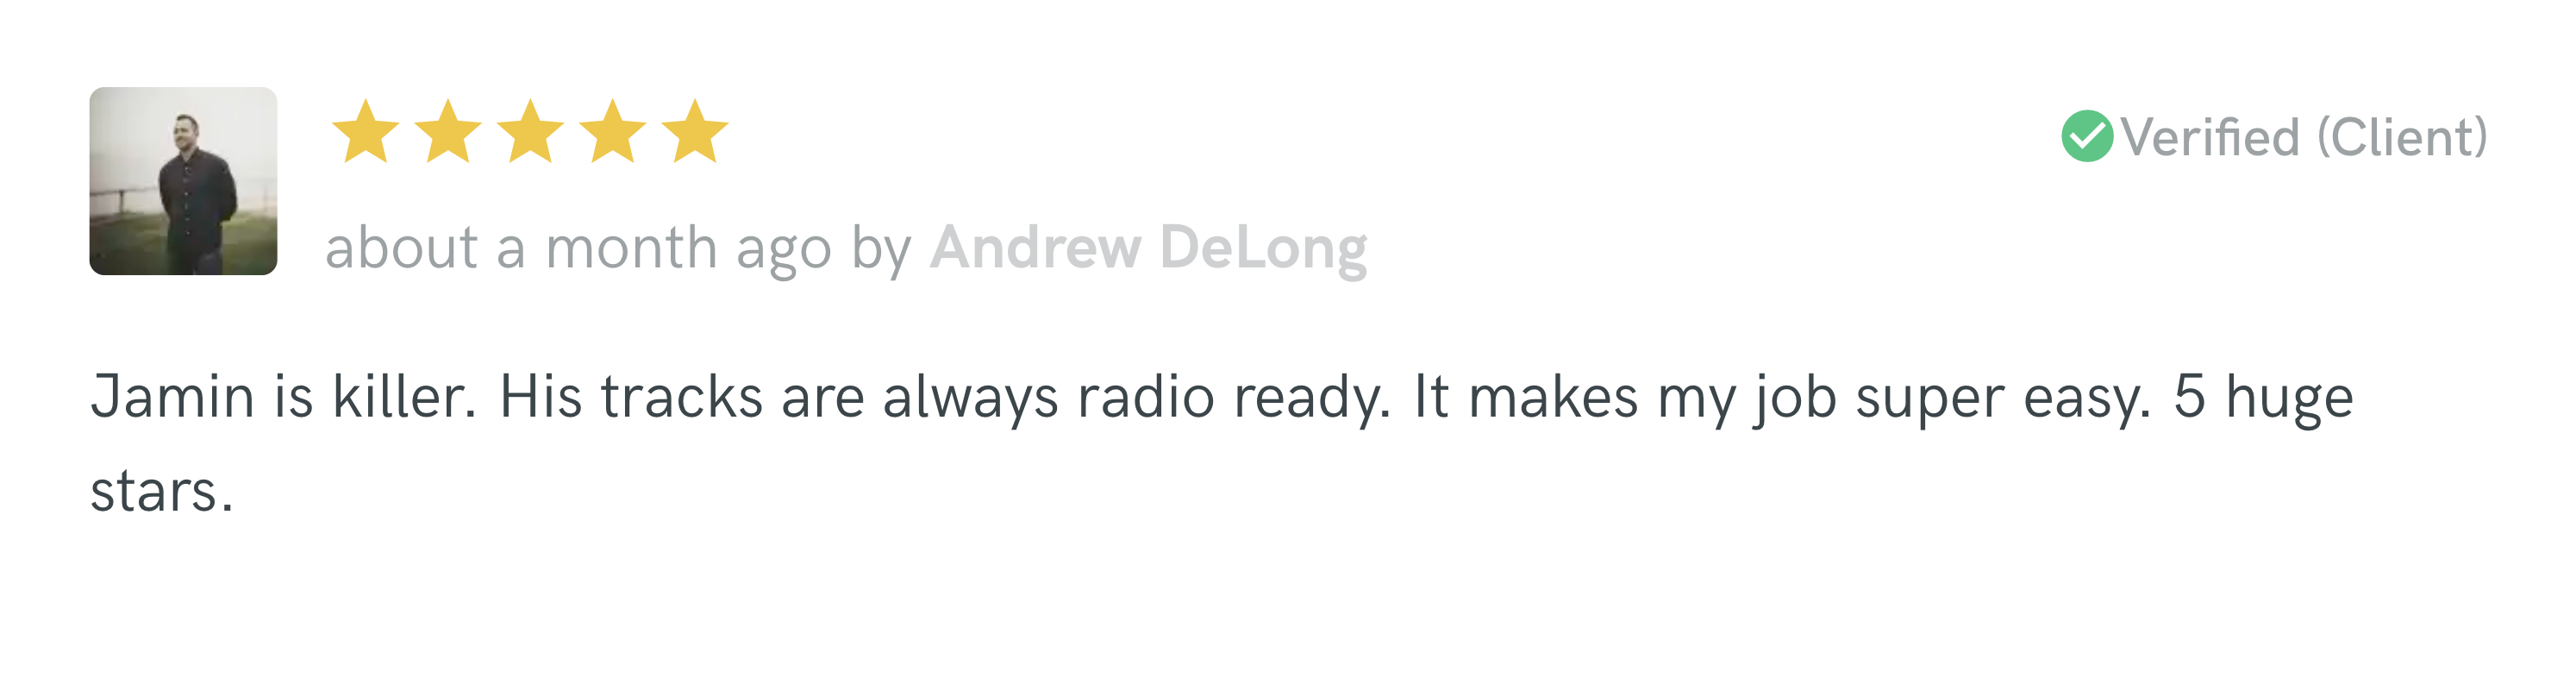 Verified (Client)
about a month ago by Andrew DeLong
Jamin is killer. His tracks are always radio ready. It makes my job super easy. 5 huge
stars.